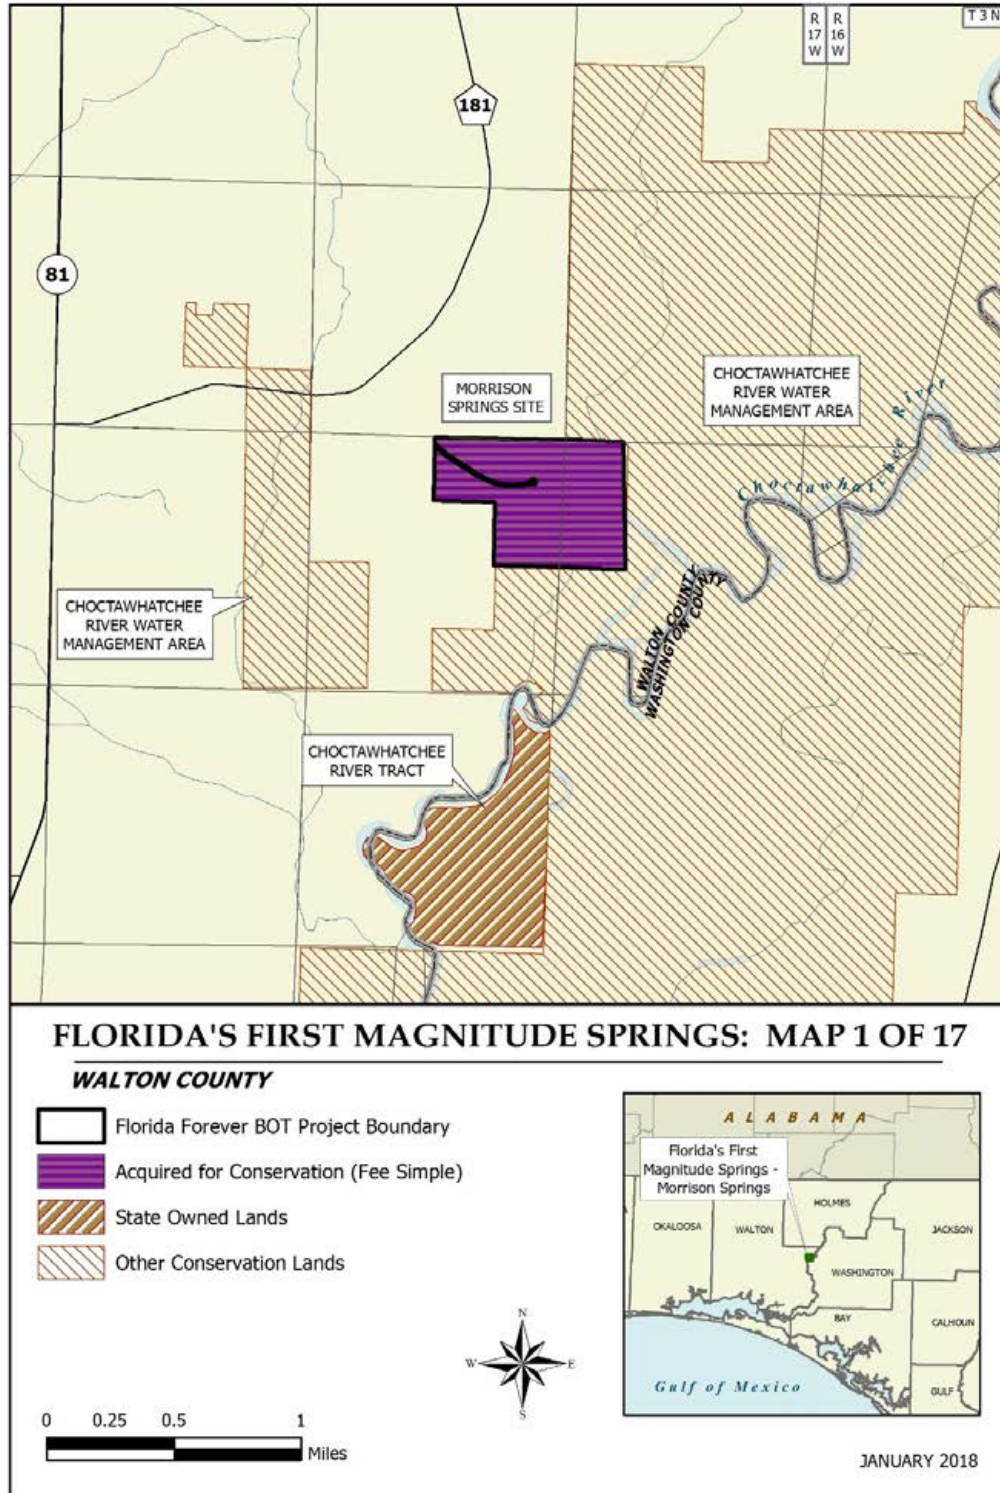 R
17
W
R
16
W
T 3 N
181
81
MORRISON
SPRINGS SITE
CHOCTAWHATCHEE
RIVER WATER
MANAGEMENT AREA
Choctawhatchee River
CHOCTAWHATCHEE
RIVER WATER
MANAGEMENT AREA
WALTON COUNTY
WASHINGTON COUNTY
CHOCTAWHATCHEE
RIVER TRACT
FLORIDA'S FIRST MAGNITUDE SPRINGS: MAP 1 OF 17
WALTON COUNTY
Florida Forever BOT Project Boundary
Acquired for Conservation (Fee Simple)
State Owned Lands
Other Conservation Lands
ALABAMA
Florida's First
Magnitude Springs -
Morrison Springs
HOLMES
OKALOOSA
WALTON
JACKSON
WASHINGTON
BAY
CALHOUN
GULF
Gulf of Mexico
N
W
E
S
0 0.25 0.5 1
Miles
JANUARY 2018